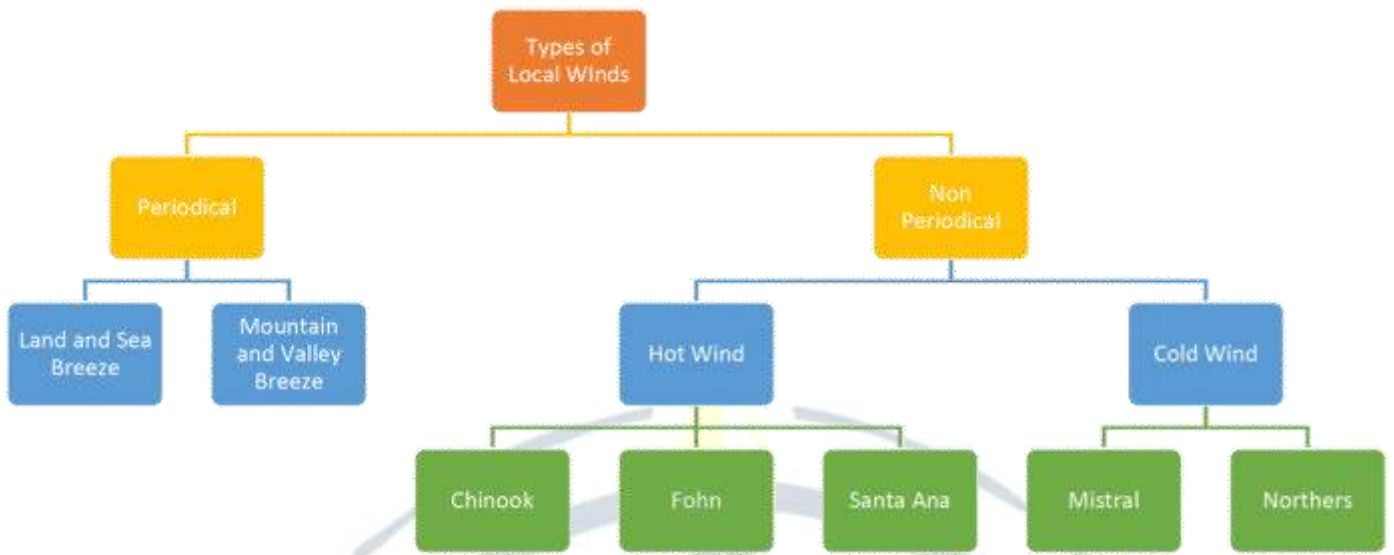 Types of
Local WInds
Periodical
Non
Periodical
Land and Sea
Breeze
Mountain
and Valley
Breeze
Hot Wind
Cold Wind
Chinook
Fohn
Santa Ana
Mistral
Northers